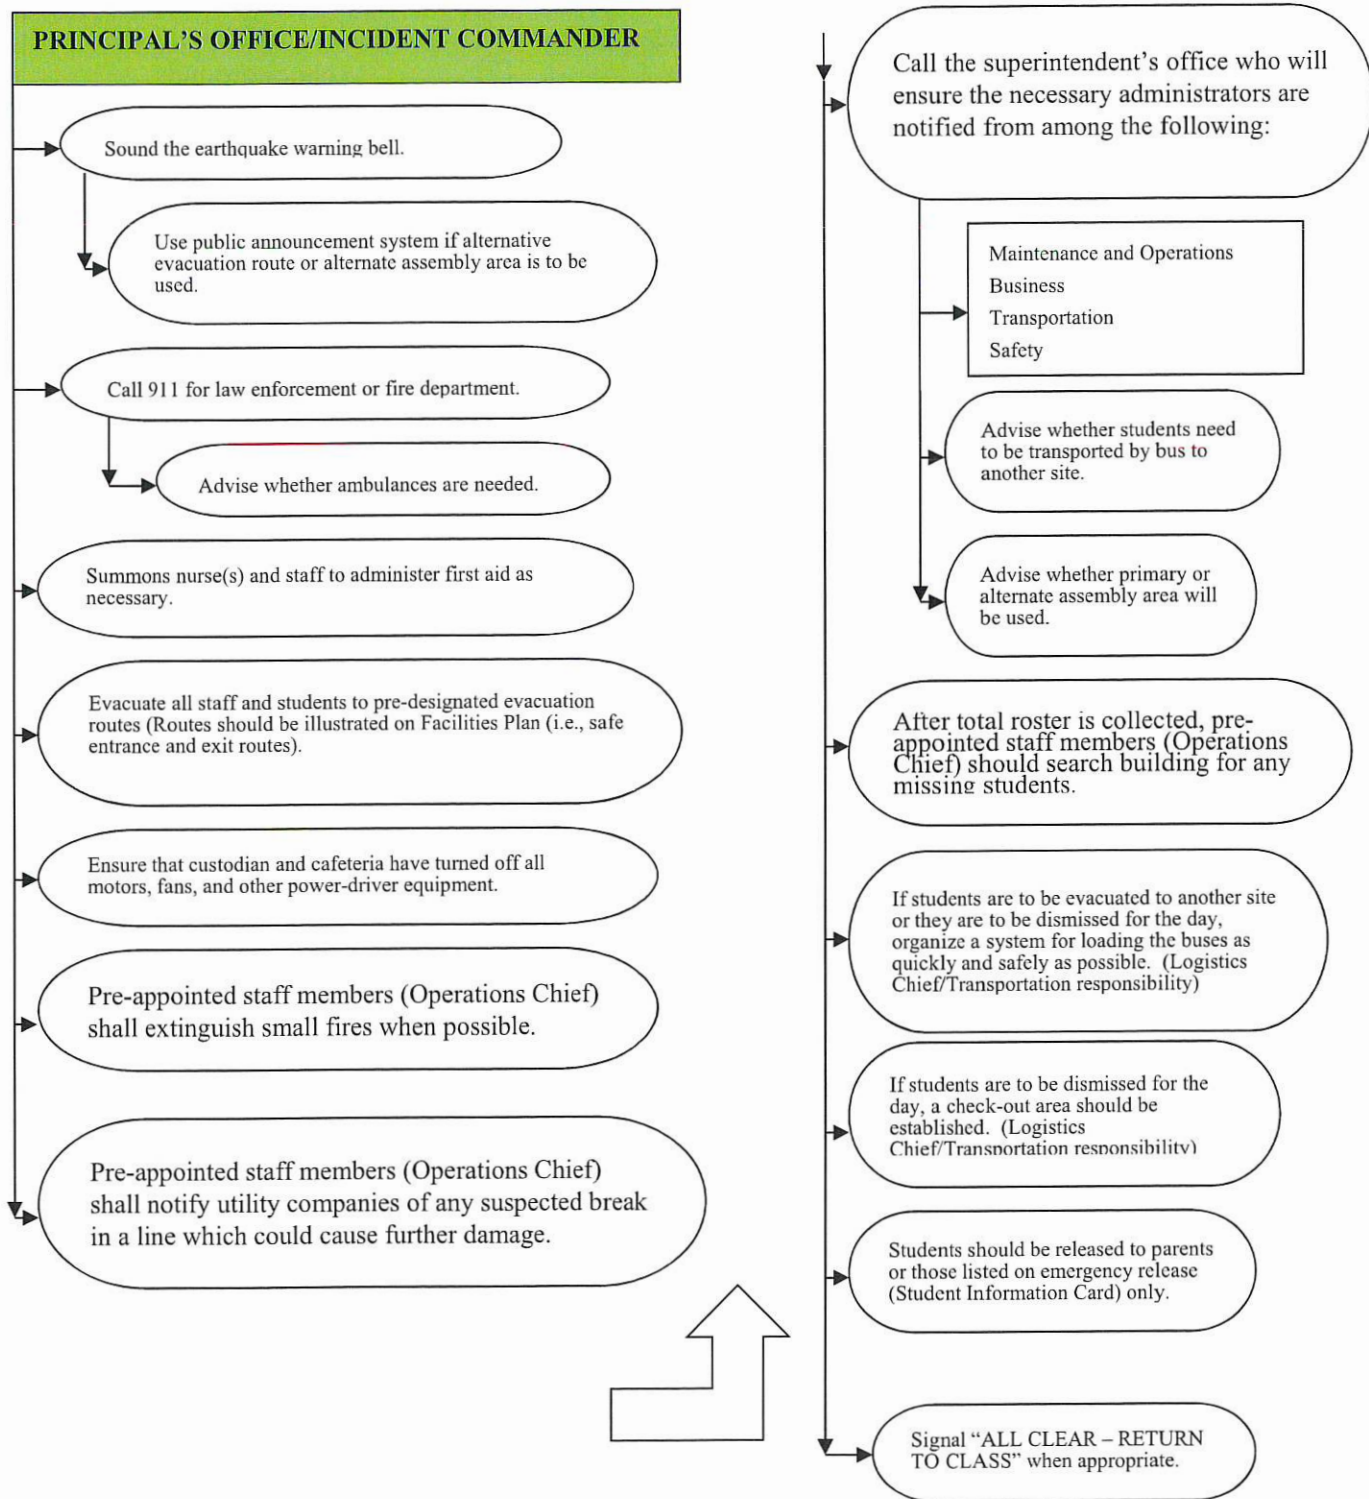 PRINCIPAL'S OFFICE/INCIDENT COMMANDER
Sound the earthquake warning bell.
Use public announcement system if alternative
evacuation route or alternate assembly area is to be
used.
Call 911 for law enforcement or fire department.
Advise whether ambulances are needed.
Summons nurse(s) and staff to administer first aid as
necessary.
Evacuate all staff and students to pre-designated evacuation
routes (Routes should be illustrated on Facilities Plan (i.e., safe
entrance and exit routes).
Ensure that custodian and cafeteria have turned off all
motors, fans, and other power-driver equipment.
Pre-appointed staff members (Operations Chief)
shall extinguish small fires when possible.
Pre-appointed staff members (Operations Chief)
shall notify utility companies of any suspected break
in a line which could cause further damage.
Call the superintendent's office who will
ensure the necessary administrators are
notified from among the following:
Maintenance and Operations
Business
Transportation
Safety
Advise whether students need
to be transported by bus to
another site.
Advise whether primary or
alternate assembly area will
be used.
After total roster is collected, pre-
appointed staff members (Operations
Chief) should search building for any
missing students.
If students are to be evacuated to another site
or they are to be dismissed for the day,
organize a system for loading the buses as
quickly and safely as possible.  (Logistics
Chief/Transportation responsibility)
If students are to be dismissed for the
day, a check-out area should be
established.  (Logistics
Chief/Transportation responsibility)
Students should be released to parents
or those listed on emergency release
(Student Information Card) only.
Signal "ALL CLEAR – RETURN
TO CLASS" when appropriate.